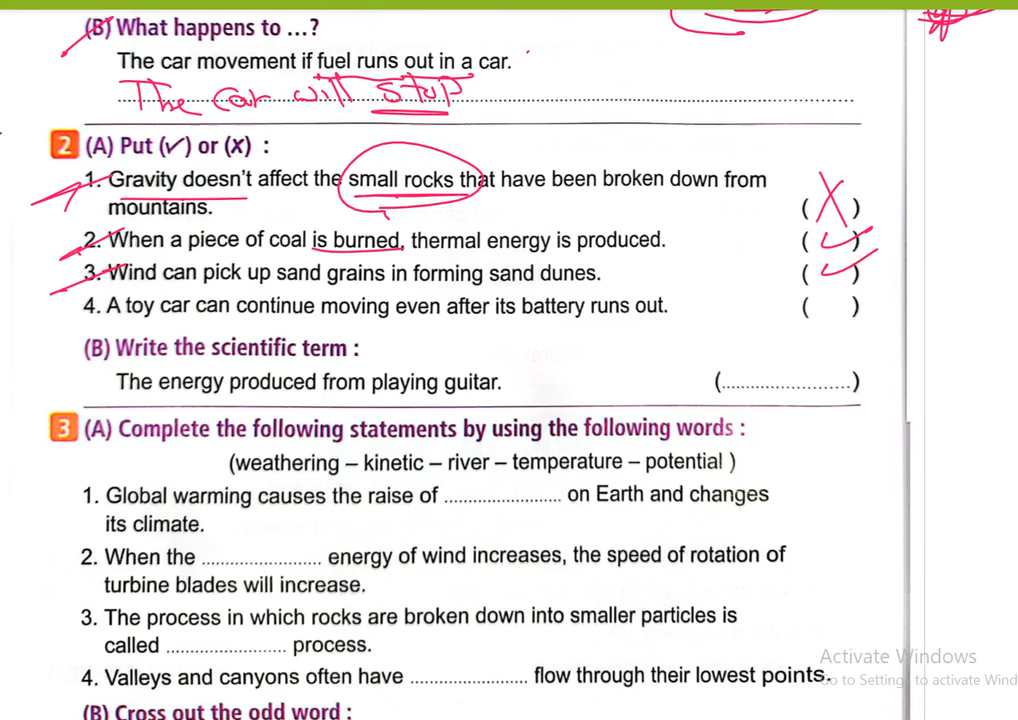 (B) What happens to ...?
The car movement if fuel runs out in a car.
The car will stop
2 (A) Put (✓) or (x) :
1. Gravity doesn't affect the small rocks that have been broken down from
mountains. ( X )
2. When a piece of coal is burned, thermal energy is produced. ( ✓ )
3. Wind can pick up sand grains in forming sand dunes. ( ✓ )
4. A toy car can continue moving even after its battery runs out. ( )
(B) Write the scientific term :
The energy produced from playing guitar. (........................)
3 (A) Complete the following statements by using the following words :
(weathering – kinetic – river – temperature – potential )
1. Global warming causes the raise of ........................ on Earth and changes
its climate.
2. When the ........................ energy of wind increases, the speed of rotation of
turbine blades will increase.
3. The process in which rocks are broken down into smaller particles is
called ........................ process.
4. Valleys and canyons often have ........................ flow through their lowest points.
(B) Cross out the odd word :
Activate Windows
Go to Settings to activate Wind